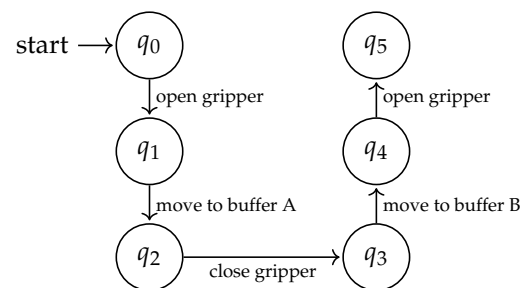 start q0 q5
open gripper open gripper
q1 q4
move to buffer A move to buffer B
q2 q3
close gripper